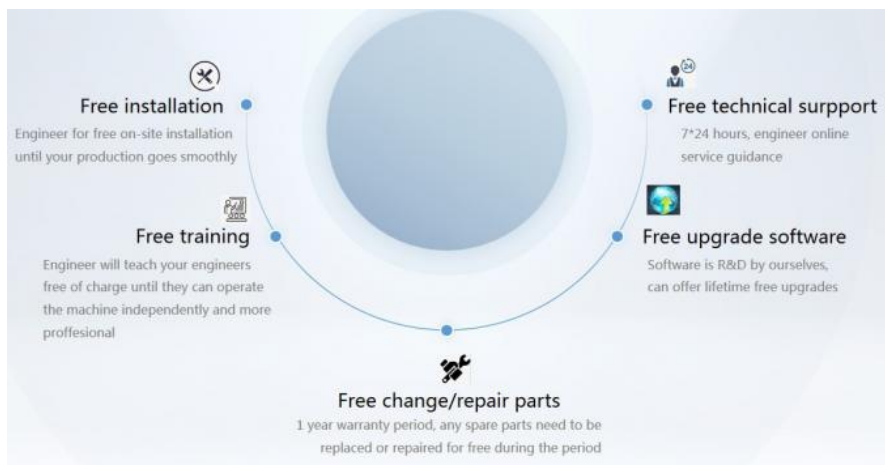 24
Free installation
Engineer for free on-site installation
until your production goes smoothly
Free technical surpport
7*24 hours, engineer online
service guidance
Free training
Engineer will teach your engineers
free of charge until they can operate
the machine independently and more
proffesional
Free upgrade software
Software is R&D by ourselves,
can offer lifetime free upgrades
Free change/repair parts
1 year warranty period, any spare parts need to be
replaced or repaired for free during the period